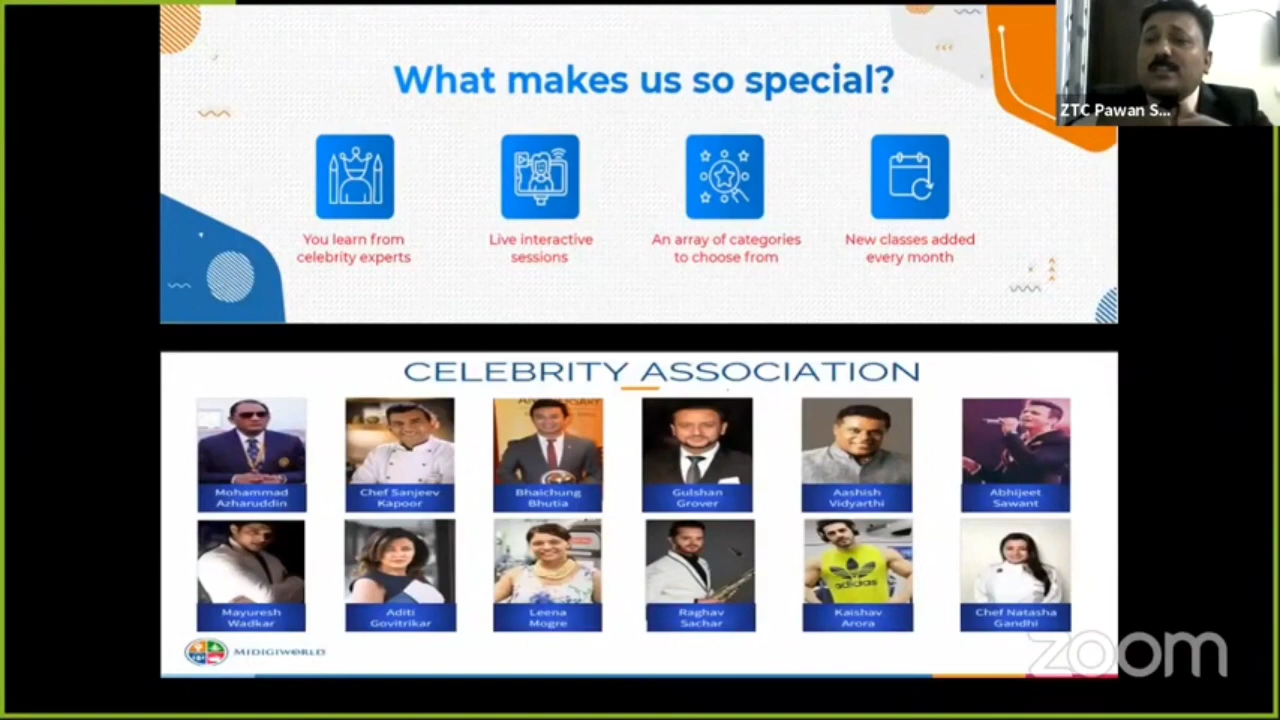 What makes us so special?
ZTC Pawan S...
You learn from
celebrity experts
Live interactive
sessions
An array of categories
to choose from
New classes added
every month
CELEBRITY ASSOCIATION
Mohammad
Azharuddin
Chef Sanjeev
Kapoor
Bhaichung
Bhutia
Gulshan
Grover
Aashish
Vidyarthi
Abhijeet
Sawant
adidas
Mayuresh
Wadkar
Aditi
Govitrikar
Leena
Mogre
Raghav
Sachar
Kaishav
Arora
Chef Natasha
Gandhi
MIDIGIWORLD
zoom